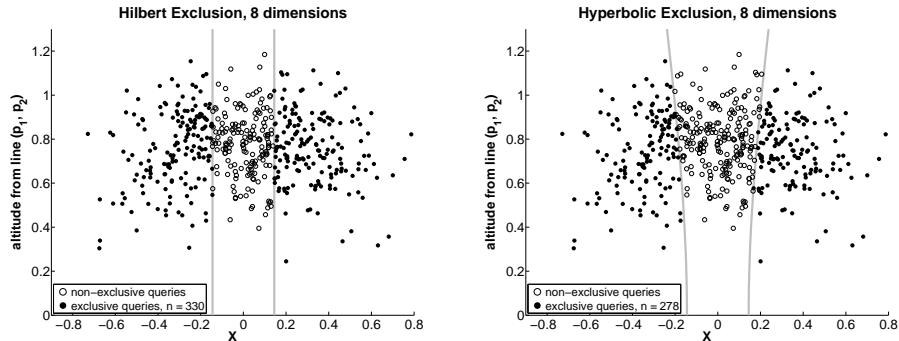 Hilbert Exclusion, 8 dimensions
altitude from line (p_1, p_2)
1.2
1
0.8
0.6
0.4
0.2
0
non−exclusive queries
exclusive queries, n = 330
−0.8 −0.6 −0.4 −0.2 0 0.2 0.4 0.6 0.8
X
Hyperbolic Exclusion, 8 dimensions
altitude from line (p_1, p_2)
1.2
1
0.8
0.6
0.4
0.2
0
non−exclusive queries
exclusive queries, n = 278
−0.8 −0.6 −0.4 −0.2 0 0.2 0.4 0.6 0.8
X